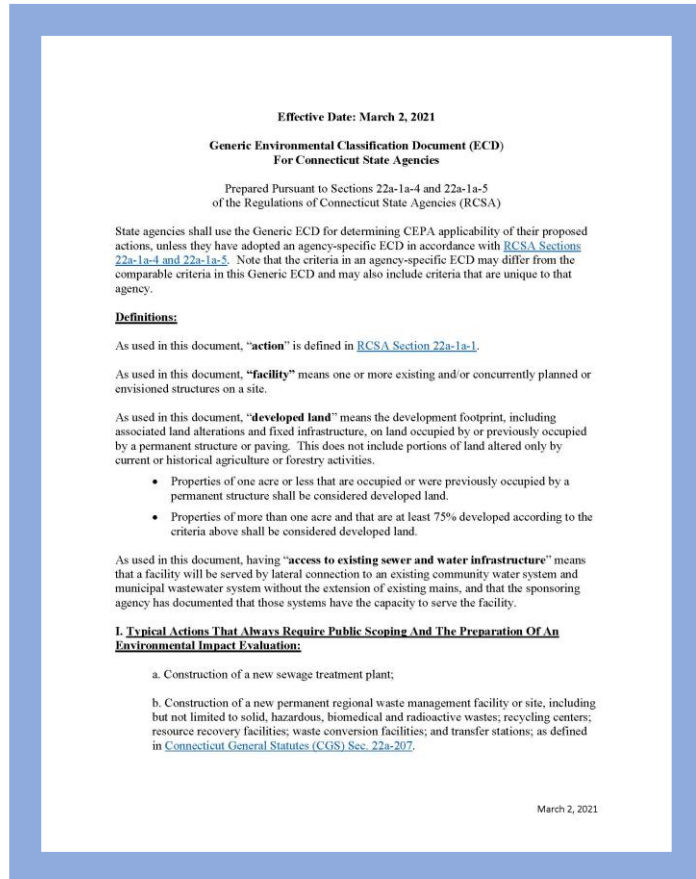 Effective Date: March 2, 2021
Generic Environmental Classification Document (ECD)
For Connecticut State Agencies
Prepared Pursuant to Sections 22a-1a-4 and 22a-1a-5
of the Regulations of Connecticut State Agencies (RCSA)
State agencies shall use the Generic ECD for determining CEPA applicability of their proposed
actions, unless they have adopted an agency-specific ECD in accordance with RCSA Sections
22a-1a-4 and 22a-1a-5. Note that the criteria in an agency-specific ECD may differ from the
comparable criteria in this Generic ECD and may also include criteria that are unique to that
agency.
Definitions:
As used in this document, “action” is defined in RCSA Section 22a-1a-1.
As used in this document, “facility” means one or more existing and/or concurrently planned or
envisioned structures on a site.
As used in this document, “developed land” means the development footprint, including
associated land alterations and fixed infrastructure, on land occupied by or previously occupied
by a permanent structure or paving. This does not include portions of land altered only by
current or historical agriculture or forestry activities.
• Properties of one acre or less that are occupied or were previously occupied by a
permanent structure shall be considered developed land.
• Properties of more than one acre and that are at least 75% developed according to the
criteria above shall be considered developed land.
As used in this document, having “access to existing sewer and water infrastructure” means
that a facility will be served by lateral connection to an existing community water system and
municipal wastewater system without the extension of existing mains, and that the sponsoring
agency has documented that those systems have the capacity to serve the facility.
I. Typical Actions That Always Require Public Scoping And The Preparation Of An
Environmental Impact Evaluation:
a. Construction of a new sewage treatment plant;
b. Construction of a new permanent regional waste management facility or site, including
but not limited to solid, hazardous, biomedical and radioactive wastes; recycling centers;
resource recovery facilities; waste conversion facilities; and transfer stations; as defined
in Connecticut General Statutes (CGS) Sec. 22a-207.
March 2, 2021